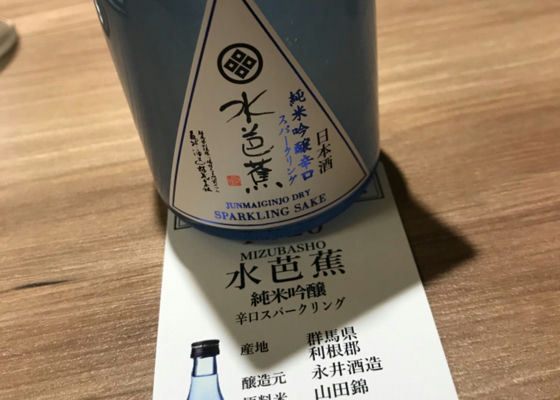 日本酒
純米吟醸辛口
スパークリング
水芭蕉
JUNMAIGINJO DRY
SPARKLING SAKE
MIZUBASHO
水芭蕉
純米吟醸
辛口スパークリング
産地 群馬県
利根郡
醸造元 永井酒造
原料米 山田錦